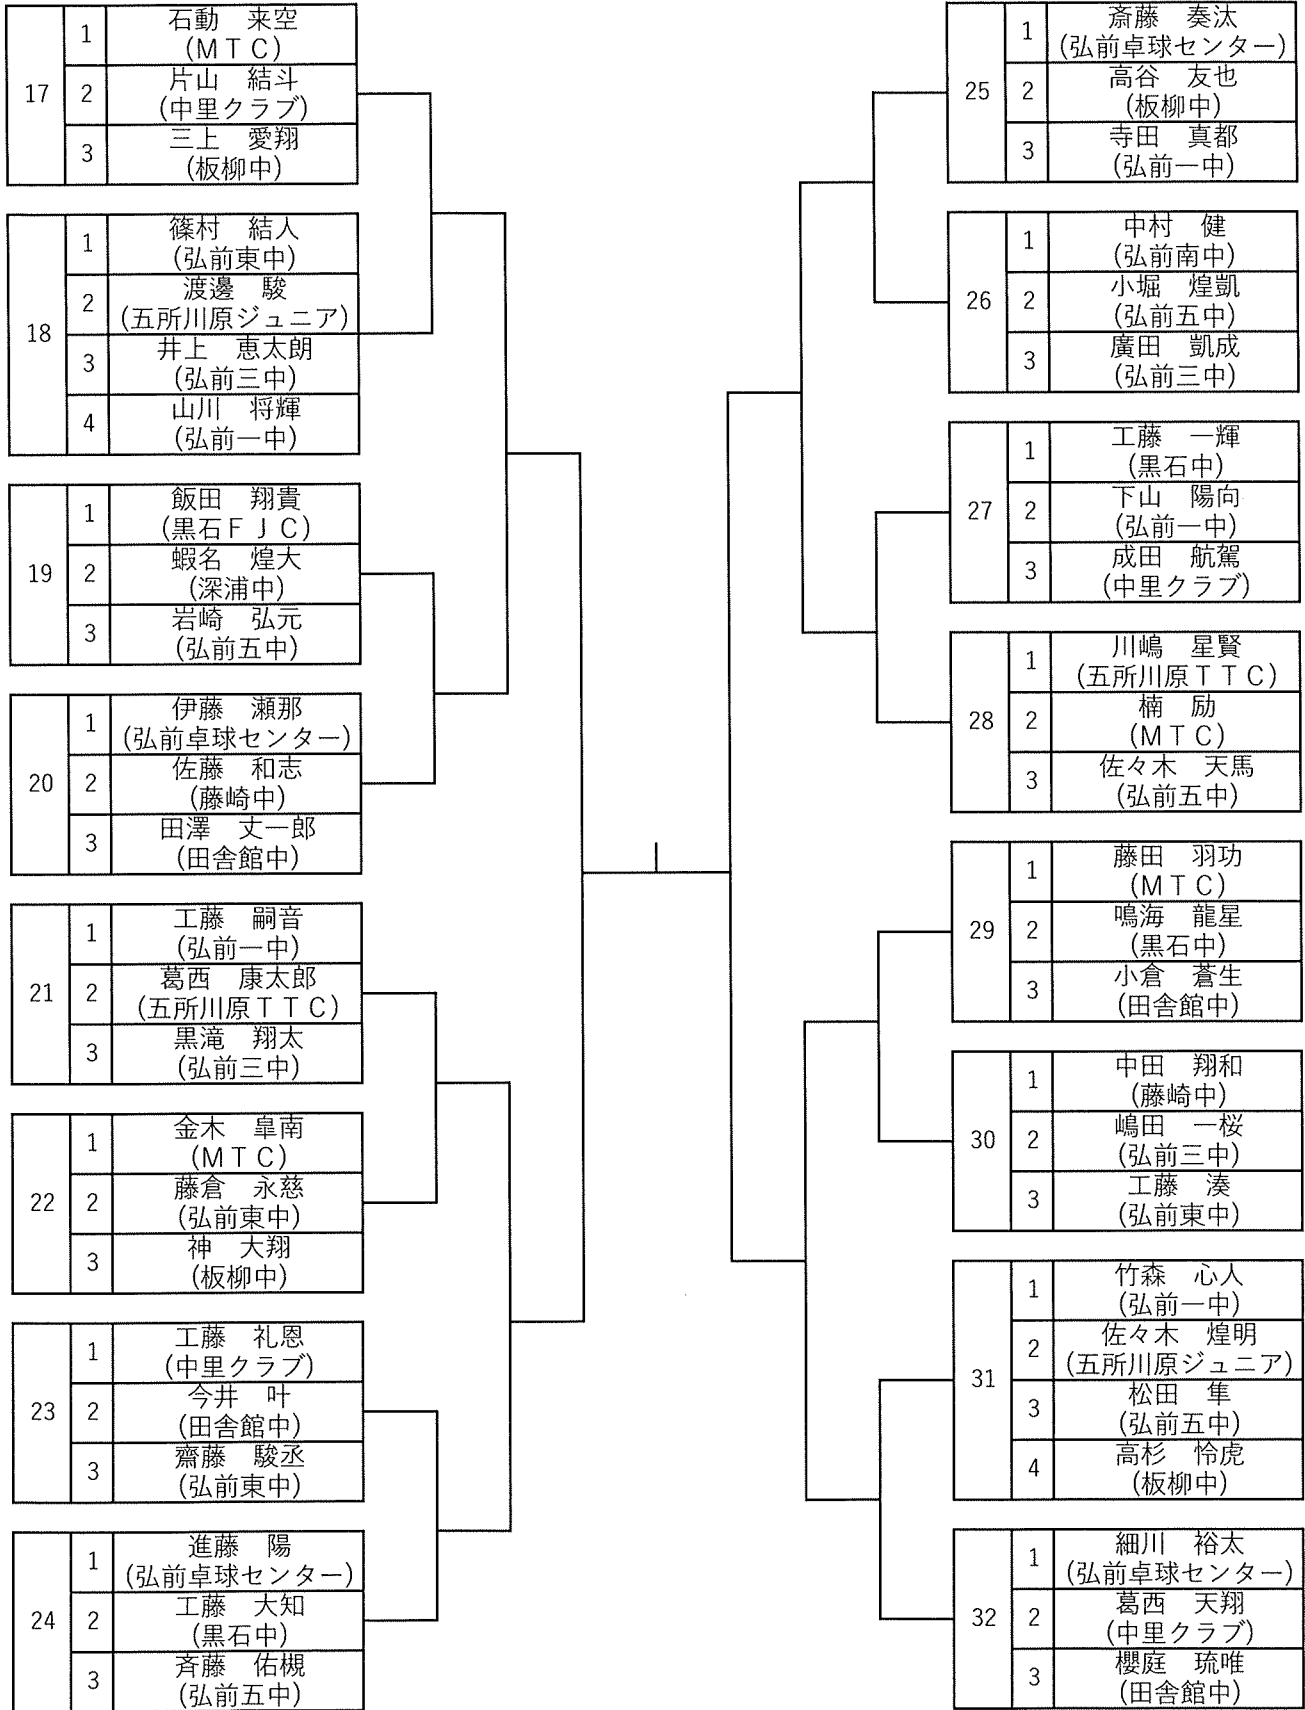 17
1
石動　来空
(ＭＴＣ)
2
片山　結斗
(中里クラブ)
3
三上　愛翔
(板柳中)
18
1
篠村　結人
(弘前東中)
2
渡邊　駿
(五所川原ジュニア)
3
井上　恵太朗
(弘前三中)
4
山川　将輝
(弘前一中)
19
1
飯田　翔貴
(黒石ＦＪＣ)
2
蝦名　煌大
(深浦中)
3
岩崎　弘元
(弘前五中)
20
1
伊藤　瀬那
(弘前卓球センター)
2
佐藤　和志
(藤崎中)
3
田澤　丈一郎
(田舎館中)
21
1
工藤　嗣音
(弘前一中)
2
葛西　康太郎
(五所川原ＴＴＣ)
3
黒滝　翔太
(弘前三中)
22
1
金木　皐南
(ＭＴＣ)
2
藤倉　永慈
(弘前東中)
3
神　大翔
(板柳中)
23
1
工藤　礼恩
(中里クラブ)
2
今井　叶
(田舎館中)
3
齋藤　駿丞
(弘前東中)
24
1
進藤　陽
(弘前卓球センター)
2
工藤　大知
(黒石中)
3
斉藤　佑槻
(弘前五中)
25
1
斎藤　奏汰
(弘前卓球センター)
2
高谷　友也
(板柳中)
3
寺田　真都
(弘前一中)
26
1
中村　健
(弘前南中)
2
小堀　煌凱
(弘前五中)
3
廣田　凱成
(弘前三中)
27
1
工藤　一輝
(黒石中)
2
下山　陽向
(弘前一中)
3
成田　航駕
(中里クラブ)
28
1
川嶋　星賢
(五所川原ＴＴＣ)
2
楠　励
(ＭＴＣ)
3
佐々木　天馬
(弘前五中)
29
1
藤田　羽功
(ＭＴＣ)
2
鳴海　龍星
(黒石中)
3
小倉　蒼生
(田舎館中)
30
1
中田　翔和
(藤崎中)
2
嶋田　一桜
(弘前三中)
3
工藤　湊
(弘前東中)
31
1
竹森　心人
(弘前一中)
2
佐々木　煌明
(五所川原ジュニア)
3
松田　隼
(弘前五中)
4
高杉　怜虎
(板柳中)
32
1
細川　裕太
(弘前卓球センター)
2
葛西　天翔
(中里クラブ)
3
櫻庭　琉唯
(田舎館中)